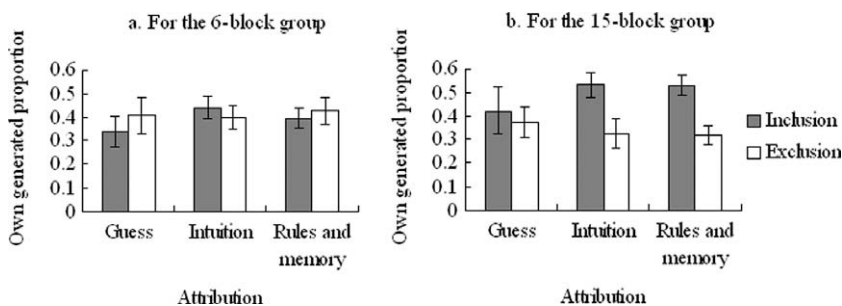 a. For the 6-block group
Own generated proportion
0.6
0.5
0.4
0.3
0.2
0.1
0
Guess
Intuition
Rules and
memory
Attribution
b. For the 15-block group
Own generated proportion
0.6
0.5
0.4
0.3
0.2
0.1
0
Guess
Intuition
Rules and
memory
Attribution
Inclusion
Exclusion